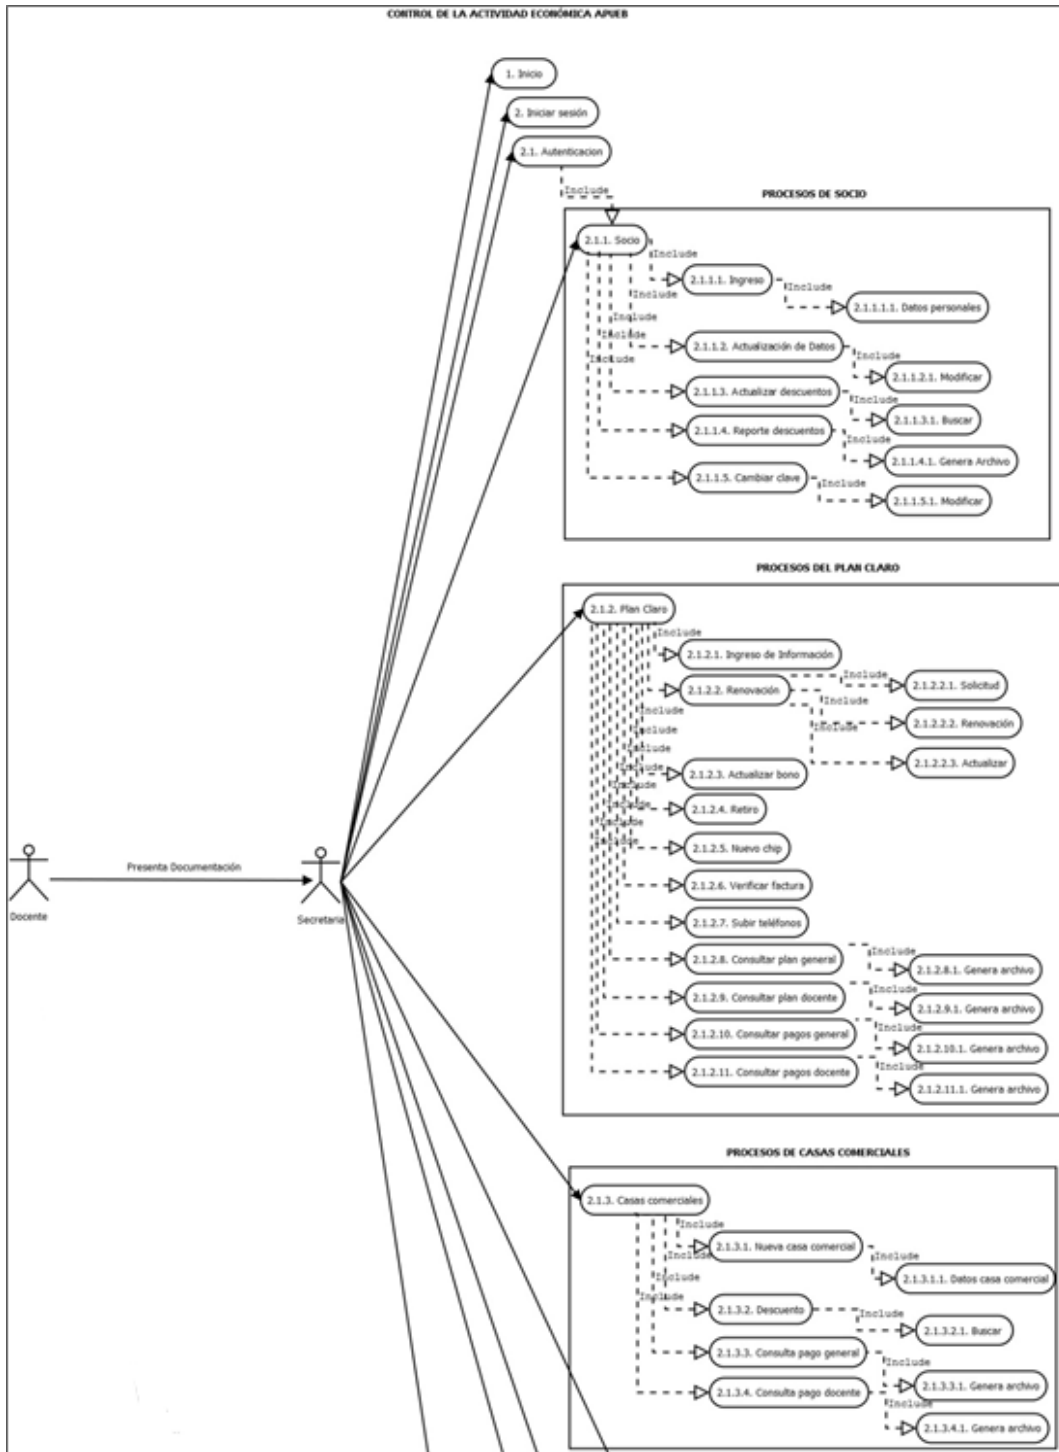 CONTROL DE LA ACTIVIDAD ECONÓMICA APUEB
1. Inicio
2. Iniciar sesión
2.1. Autenticacion
Include
PROCESOS DE SOCIO
2.1.1. Socio
Include
2.1.1.1. Ingreso
Include
2.1.1.1.1. Datos personales
Include
Include
Include
Include
2.1.1.2. Actualización de Datos
Include
2.1.1.2.1. Modificar
2.1.1.3. Actualizar descuentos
Include
2.1.1.3.1. Buscar
2.1.1.4. Reporte descuentos
Include
2.1.1.4.1. Genera Archivo
2.1.1.5. Cambiar clave
Include
2.1.1.5.1. Modificar
PROCESOS DEL PLAN CLARO
2.1.2. Plan Claro
Include
2.1.2.1. Ingreso de Información
Include
2.1.2.2.1. Solicitud
2.1.2.2. Renovación
Include
2.1.2.2.2. Renovación
Include
Include
Include
2.1.2.2.3. Actualizar
Include
Include
2.1.2.3. Actualizar bono
Include
2.1.2.4. Retiro
Include
Include
2.1.2.5. Nuevo chip
Docente
Presenta Documentación
Secretaria
2.1.2.6. Verificar factura
2.1.2.7. Subir teléfonos
2.1.2.8. Consultar plan general
Include
2.1.2.8.1. Genera archivo
2.1.2.9. Consultar plan docente
Include
2.1.2.9.1. Genera archivo
2.1.2.10. Consultar pagos general
Include
2.1.2.10.1. Genera archivo
2.1.2.11. Consultar pagos docente
Include
2.1.2.11.1. Genera archivo
PROCESOS DE CASAS COMERCIALES
2.1.3. Casas comerciales
Include
2.1.3.1. Nueva casa comercial
Include
2.1.3.1.1. Datos casa comercial
Include
Include
Include
2.1.3.2. Descuento
Include
2.1.3.2.1. Buscar
2.1.3.3. Consulta pago general
Include
2.1.3.3.1. Genera archivo
2.1.3.4. Consulta pago docente
Include
2.1.3.4.1. Genera archivo